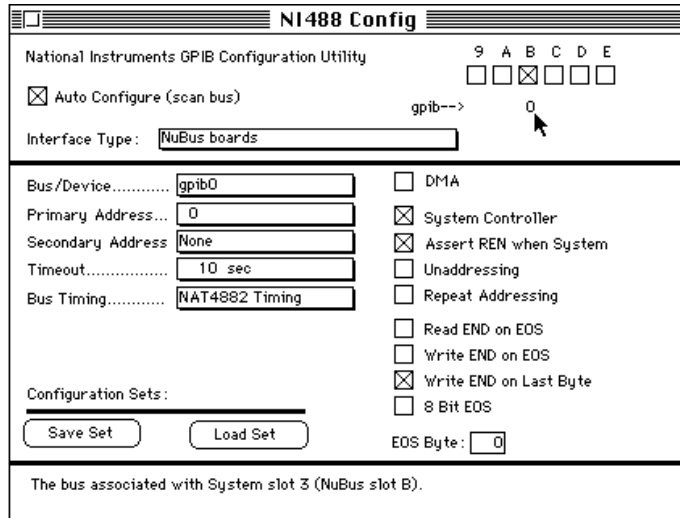 NI488 Config
National Instruments GPIB Configuration Utility
9 A B C D E
Auto Configure (scan bus)
gpib--> 0
Interface Type: NuBus boards
Bus/Device........... gpib0
Primary Address... 0
Secondary Address None
Timeout................ 10 sec
Bus Timing........... NAT4882 Timing
DMA
System Controller
Assert REN when System
Unaddressing
Repeat Addressing
Read END on EOS
Write END on EOS
Write END on Last Byte
8 Bit EOS
Configuration Sets:
Save Set
Load Set
EOS Byte: 0
The bus associated with System slot 3 (NuBus slot B).